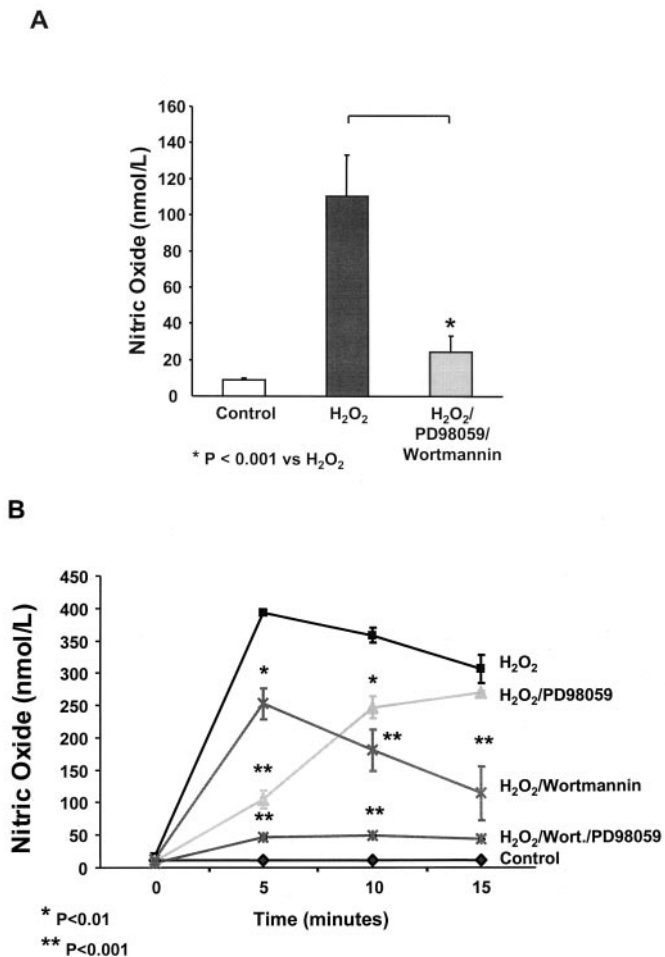 A
Nitric Oxide (nmol/L)
160
140
120
100
80
60
40
20
0
*
Control
H₂O₂
H₂O₂/
PD98059/
Wortmannin
* P < 0.001 vs H₂O₂
B
Nitric Oxide (nmol/L)
450
400
350
300
250
200
150
100
50
0
*
*
**
**
**
**
**
H₂O₂
H₂O₂/PD98059
H₂O₂/Wortmannin
H₂O₂/Wort./PD98059
Control
0
5
10
15
Time (minutes)
* P<0.01
** P<0.001